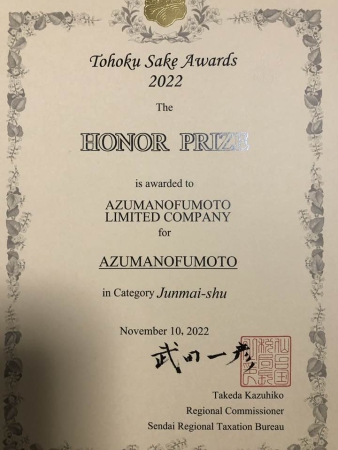 Tohoku Sake Awards
2022
The
HONOR PRIZE
is awarded to
AZUMANOFUMOTO
LIMITED COMPANY
for
AZUMANOFUMOTO
in Category Junmai-shu
November 10, 2022
武田一彦
Takeda Kazuhiko
Regional Commissioner
Sendai Regional Taxation Bureau